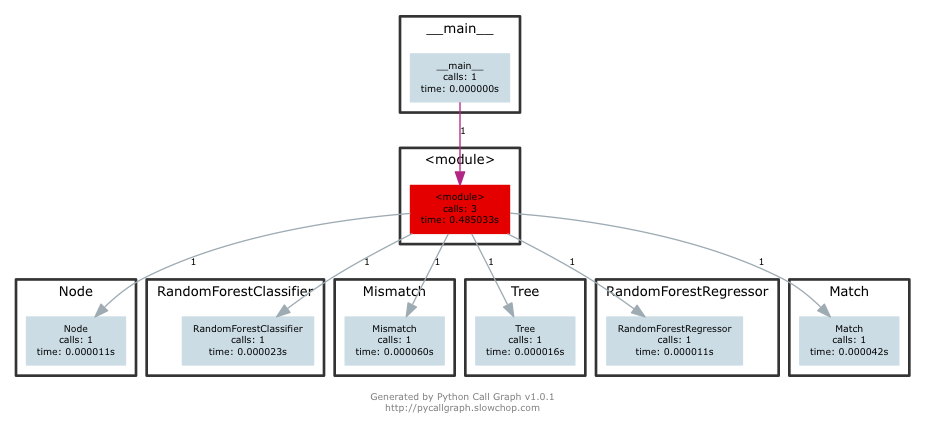 __main__
__main__
calls: 1
time: 0.000000s
1
<module>
<module>
calls: 3
time: 0.485033s
1
1
1
1
1
1
Node
RandomForestClassifier
Mismatch
Tree
RandomForestRegressor
Match
Node
calls: 1
time: 0.000011s
RandomForestClassifier
calls: 1
time: 0.000023s
Mismatch
calls: 1
time: 0.000060s
Tree
calls: 1
time: 0.000016s
RandomForestRegressor
calls: 1
time: 0.000011s
Match
calls: 1
time: 0.000042s
Generated by Python Call Graph v1.0.1
http://pycallgraph.slowchop.com